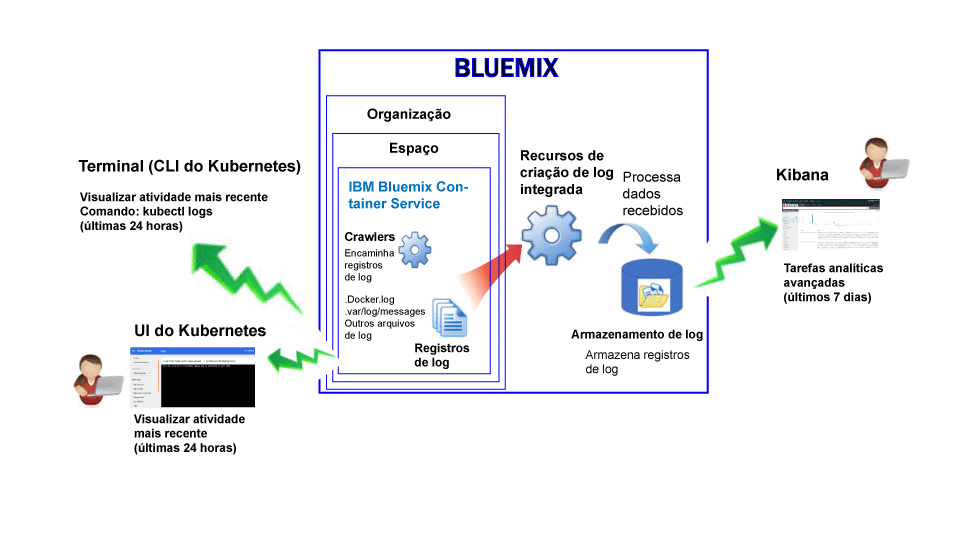 BLUEMIX
Organização
Espaço
IBM Bluemix Con-
tainer Service
Crawlers
Encaminha
registros
de log
.Docker.log
.var/log/messages
Outros arquivos
de log
Registros
de log
Recursos de
criação de log
integrada
Processa
dados
recebidos
Armazenamento de log
Armazena registros
de log
Terminal (CLI do Kubernetes)
Visualizar atividade mais recente
Comando: kubectl logs
(últimas 24 horas)
UI do Kubernetes
Visualizar atividade
mais recente
(últimas 24 horas)
Kibana
kibana
Tarefas analíticas
avançadas
(últimos 7 dias)